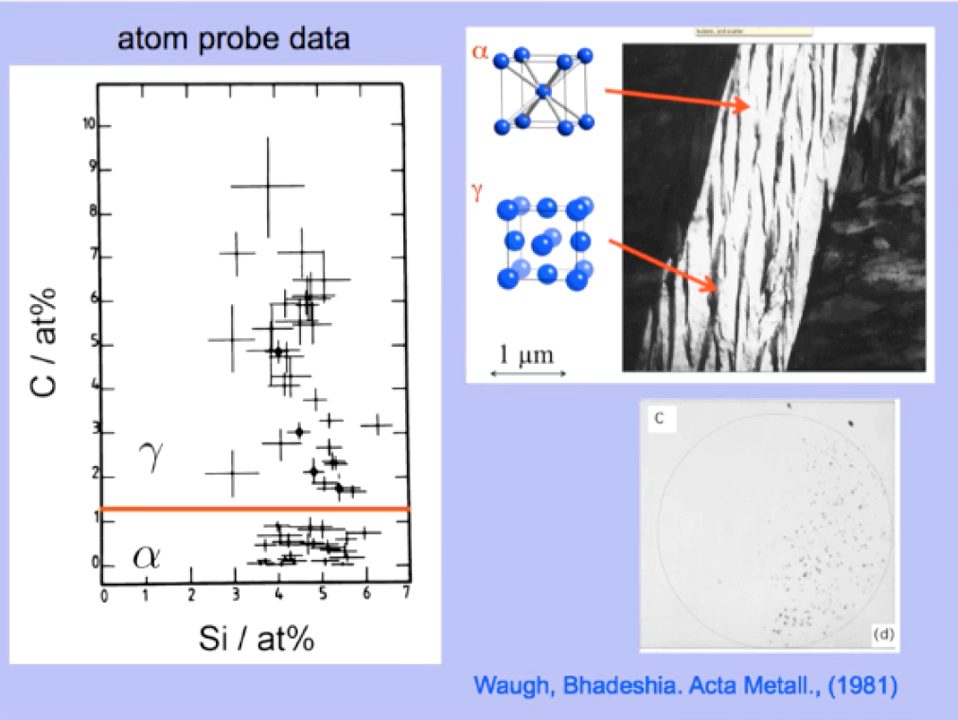 atom probe data
10
9
8
7
6
5
4
3
2
1
0
C / at%
γ
α
0 1 2 3 4 5 6 7
Si / at%
α
γ
1 μm
C
(d)
Waugh, Bhadeshia. Acta Metall., (1981)